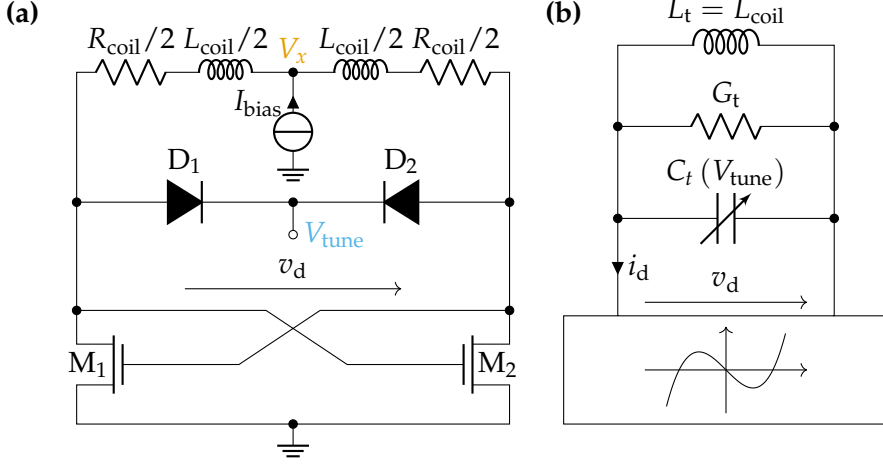 (a)
R_coil/2 L_coil/2 V_x L_coil/2 R_coil/2
I_bias
D_1 D_2
V_tune
v_d
M_1 M_2
(b)
L_t = L_coil
G_t
C_t (V_tune)
i_d v_d